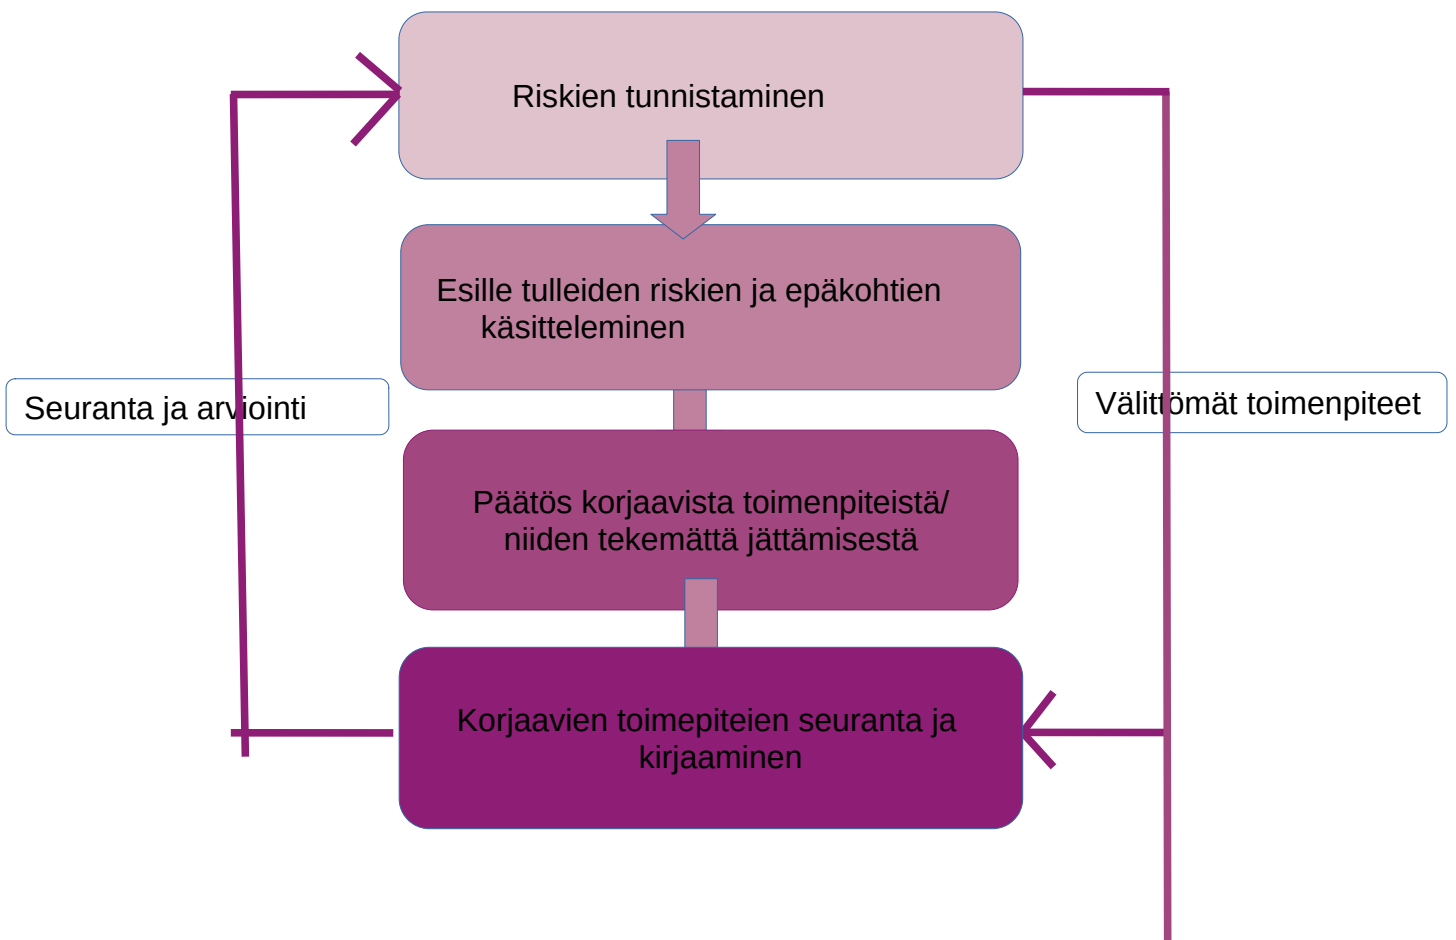 Riskien tunnistaminen
Esille tulleiden riskien ja epäkohtien
käsitteleminen
Seuranta ja arviointi
Välittömät toimenpiteet
Päätös korjaavista toimenpiteistä/
niiden tekemättä jättämisestä
Korjaavien toimepiteien seuranta ja
kirjaaminen